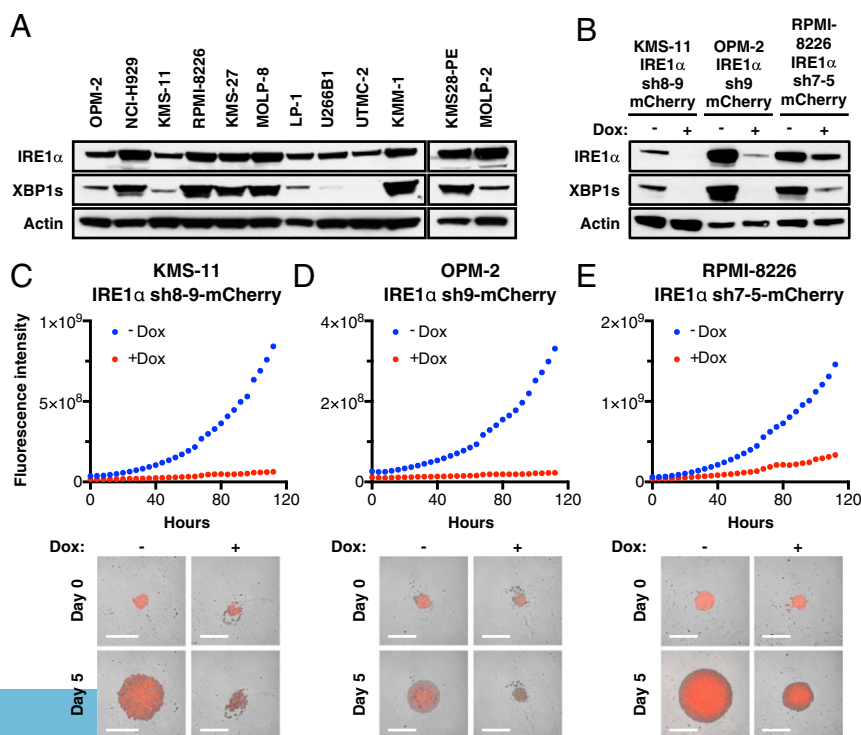 A
OPM-2
NCI-H929
KMS-11
RPMI-8226
KMS-27
MOLP-8
LP-1
U266B1
UTMC-2
KMM-1
KMS28-PE
MOLP-2
IRE1α
XBP1s
Actin
B
KMS-11
IRE1α
sh8-9
mCherry
OPM-2
IRE1α
sh9
mCherry
RPMI-
8226
IRE1α
sh7-5
mCherry
Dox: - + - + - +
IRE1α
XBP1s
Actin
C
KMS-11
IRE1α sh8-9-mCherry
Fluorescence intensity
1×10⁹
5×10⁸
0
- Dox
+Dox
0 40 80 120
Hours
Dox: - +
Day 0
Day 5
D
OPM-2
IRE1α sh9-mCherry
4×10⁸
2×10⁸
0
- Dox
+Dox
0 40 80 120
Hours
Dox: - +
Day 0
Day 5
E
RPMI-8226
IRE1α sh7-5-mCherry
2×10⁹
1×10⁹
0
- Dox
+Dox
0 40 80 120
Hours
Dox: - +
Day 0
Day 5